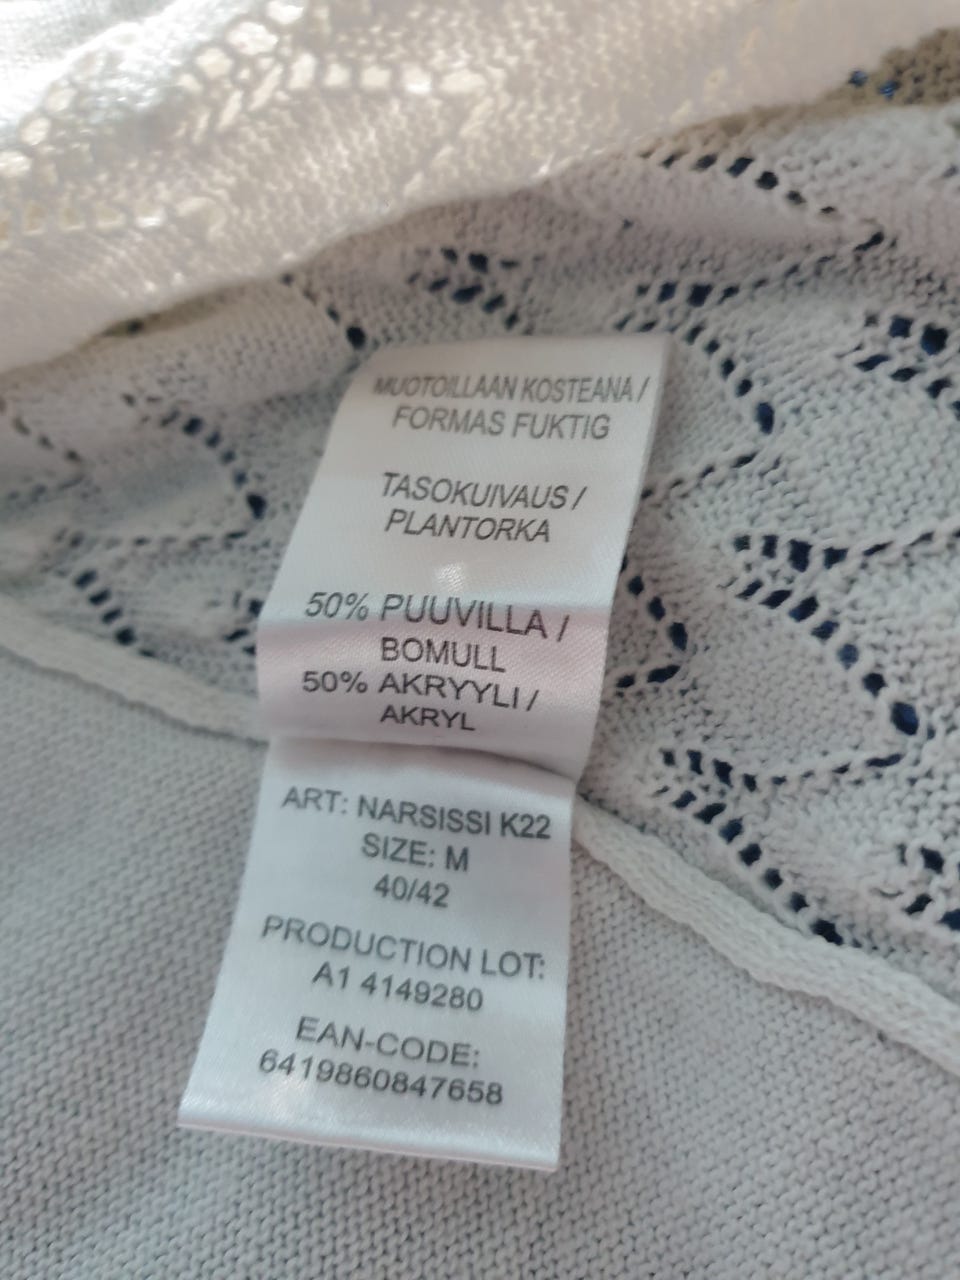 MUOTOILLAAN KOSTEANA /
FORMAS FUKTIG
TASOKUIVAUS /
PLANTORKA
50% PUUVILLA /
BOMULL
50% AKRYYLI /
AKRYL
ART: NARSISSI K22
SIZE: M
40/42
PRODUCTION LOT:
A1 4149280
EAN-CODE:
6419860847658